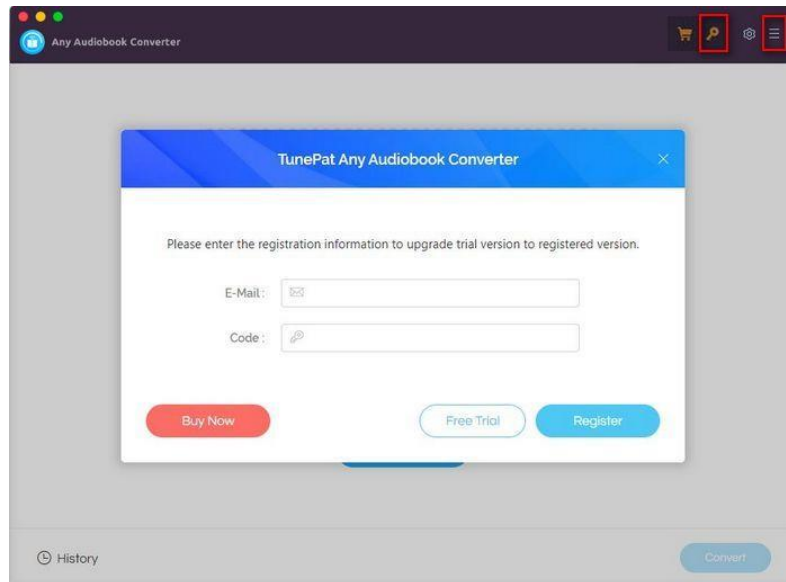 Any Audiobook Converter
TunePat Any Audiobook Converter
Please enter the registration information to upgrade trial version to registered version.
E-Mail :
Code :
Buy Now
Free Trial
Register
History
Convert